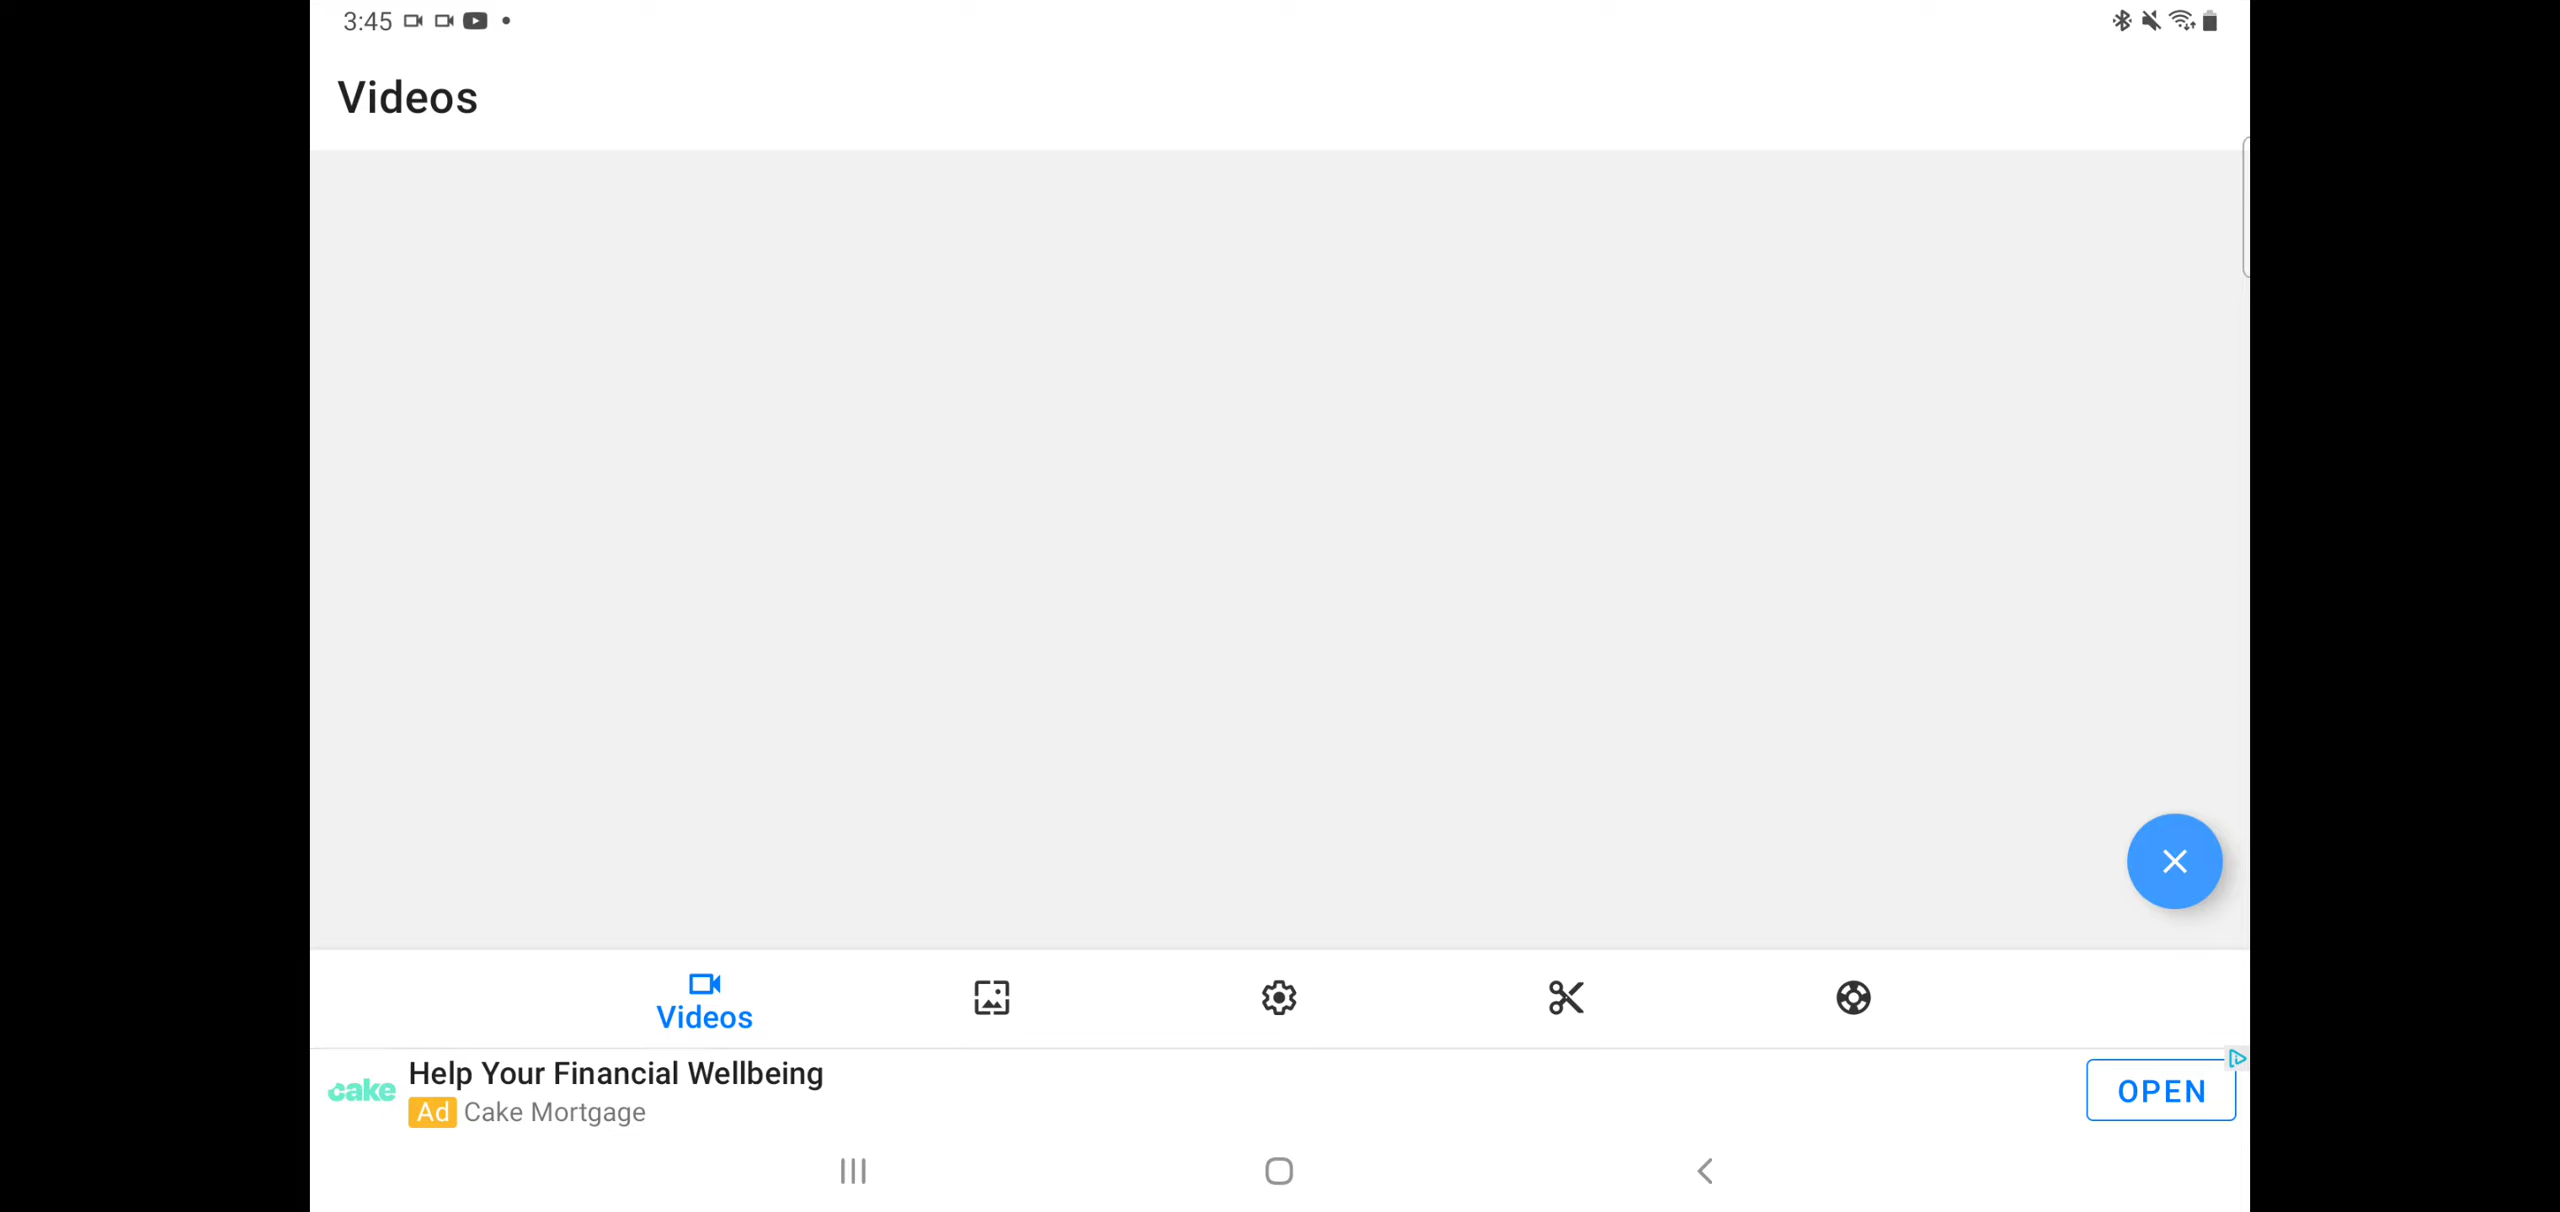 3:45
Videos
Videos
cake
Help Your Financial Wellbeing
Ad Cake Mortgage
OPEN